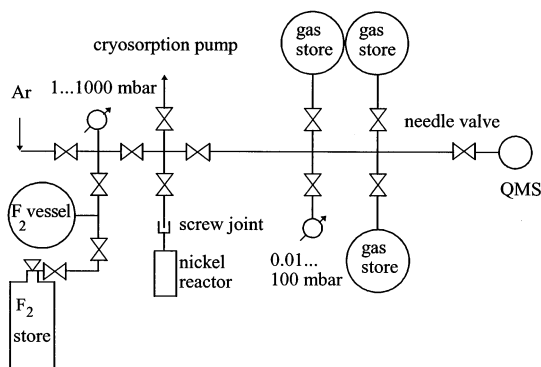 gas
store
gas
store
cryosorption pump
1...1000 mbar
Ar
needle valve
QMS
F2 vessel
screw joint
nickel
reactor
0.01...
100 mbar
gas
store
F2
store